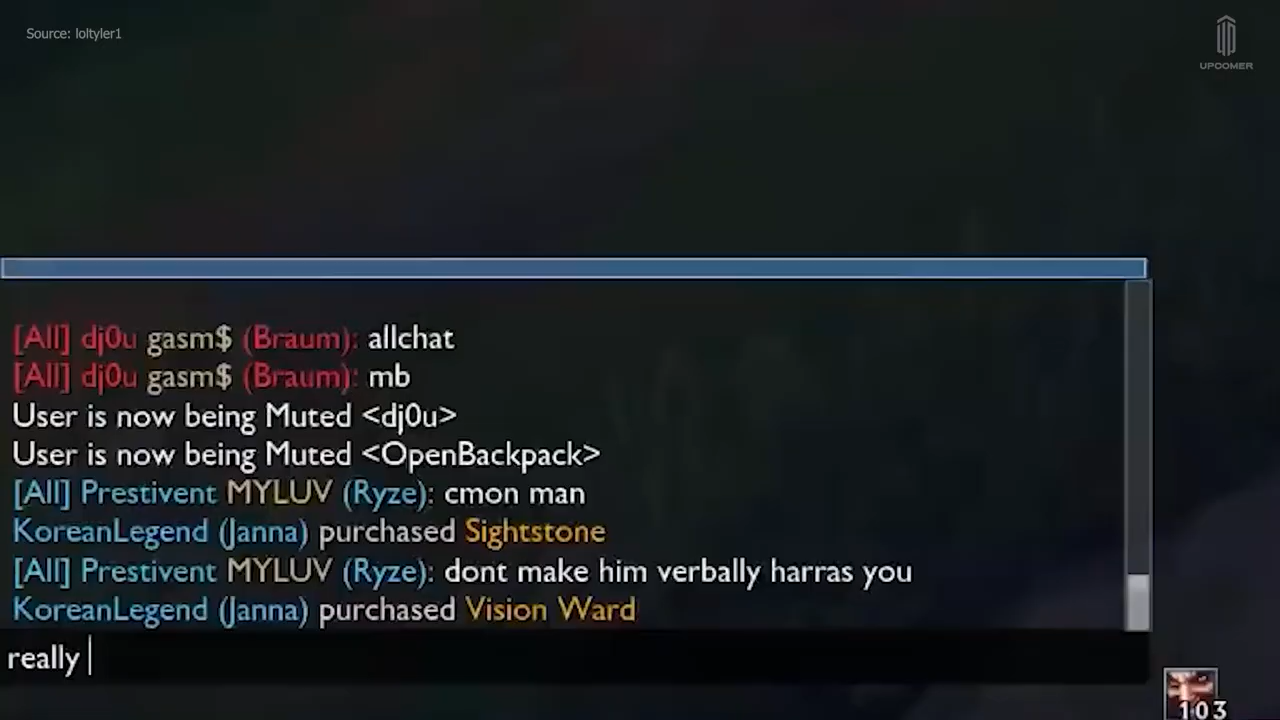 Source: loltyler1
UPCOMER
[All] dj0u gasm$ (Braum): allchat
[All] dj0u gasm$ (Braum): mb
User is now being Muted <dj0u>
User is now being Muted <OpenBackpack>
[All] Prestivent MYLUV (Ryze): cmon man
KoreanLegend (Janna) purchased Sightstone
[All] Prestivent MYLUV (Ryze): dont make him verbally harras you
KoreanLegend (Janna) purchased Vision Ward
really
103